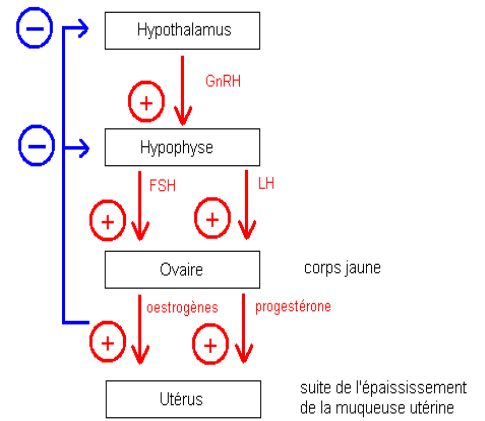 Hypothalamus
GnRH
Hypophyse
FSH
LH
Ovaire
corps jaune
oestrogènes
progestérone
Utérus
suite de l'épaississement
de la muqueuse utérine